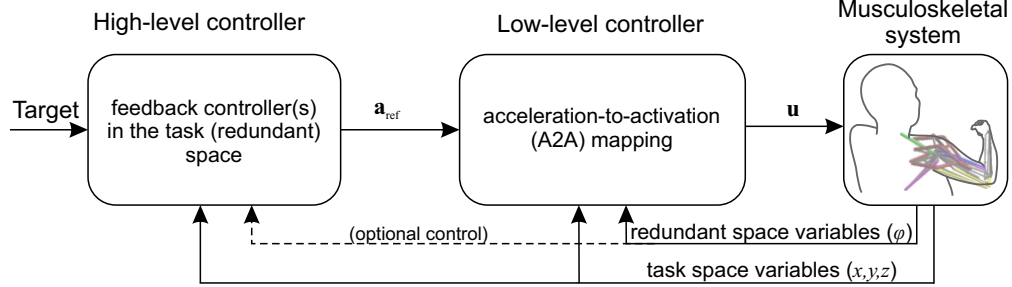 High-level controller
Low-level controller
Musculoskeletal
system
Target
feedback controller(s)
in the task (redundant)
space
a_ref
acceleration-to-activation
(A2A) mapping
u
(optional control)
redundant space variables (φ)
task space variables (x,y,z)